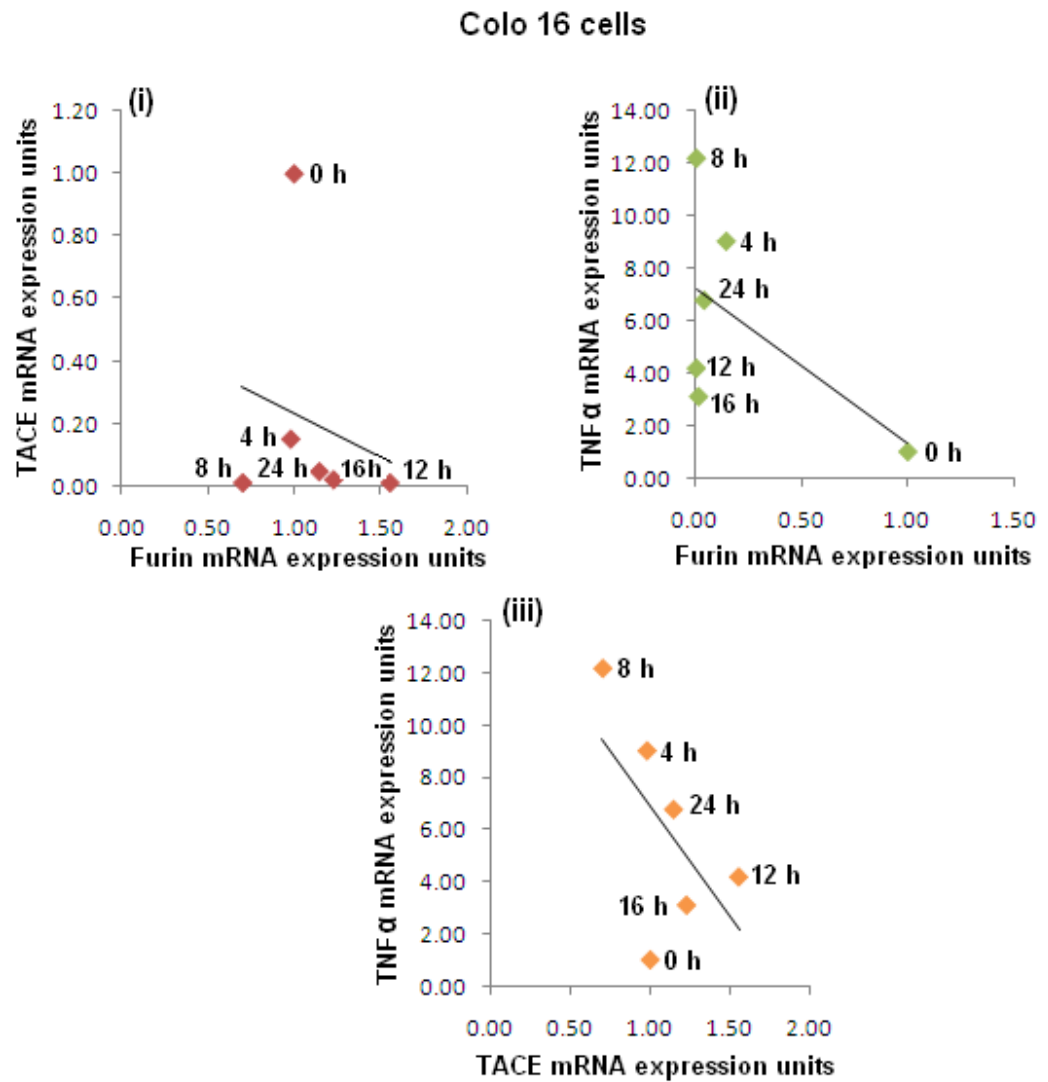 Colo 16 cells
(i)
TACE mRNA expression units
1.20
1.00
0.80
0.60
0.40
0.20
0.00
0 h
4 h
8 h
24 h
16h
12 h
0.00 0.50 1.00 1.50 2.00
Furin mRNA expression units
(ii)
TNFα mRNA expression units
14.00
12.00
10.00
8.00
6.00
4.00
2.00
0.00
8 h
4 h
24 h
12 h
16 h
0 h
0.00 0.50 1.00 1.50
Furin mRNA expression units
(iii)
TNFα mRNA expression units
14.00
12.00
10.00
8.00
6.00
4.00
2.00
0.00
8 h
4 h
24 h
12 h
16 h
0 h
0.00 0.50 1.00 1.50 2.00
TACE mRNA expression units